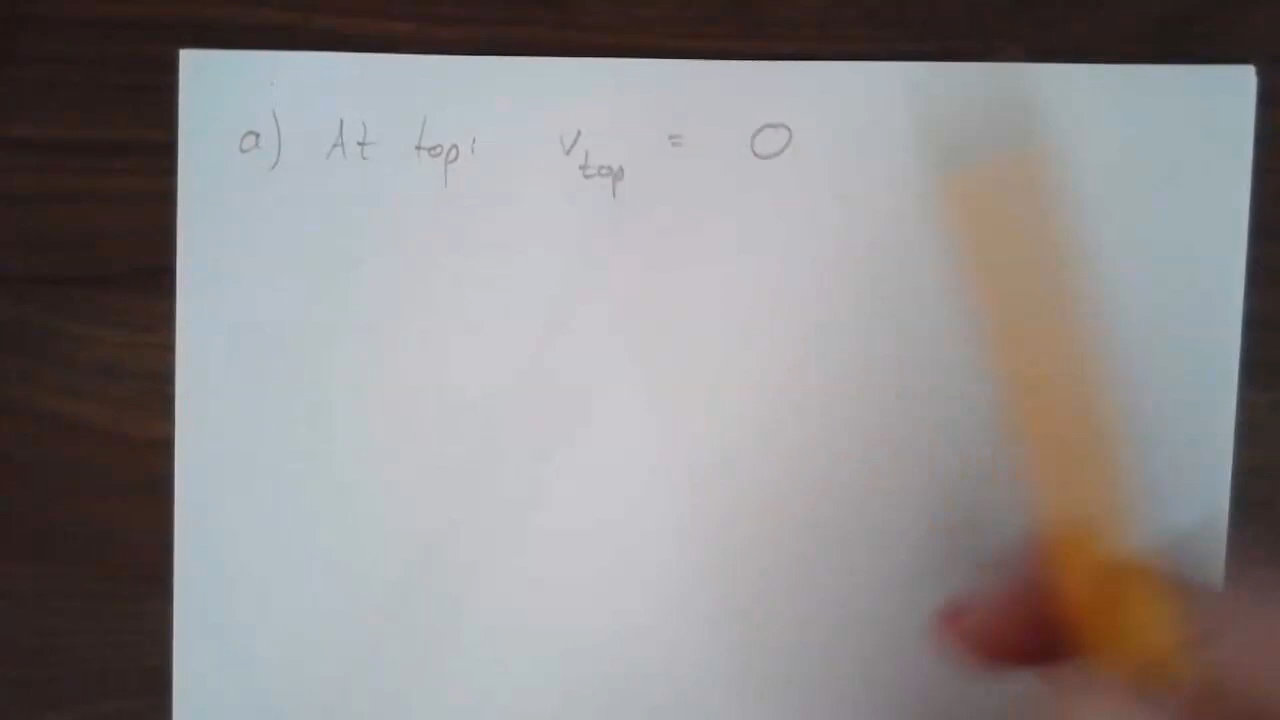 a) At top: v_top = 0